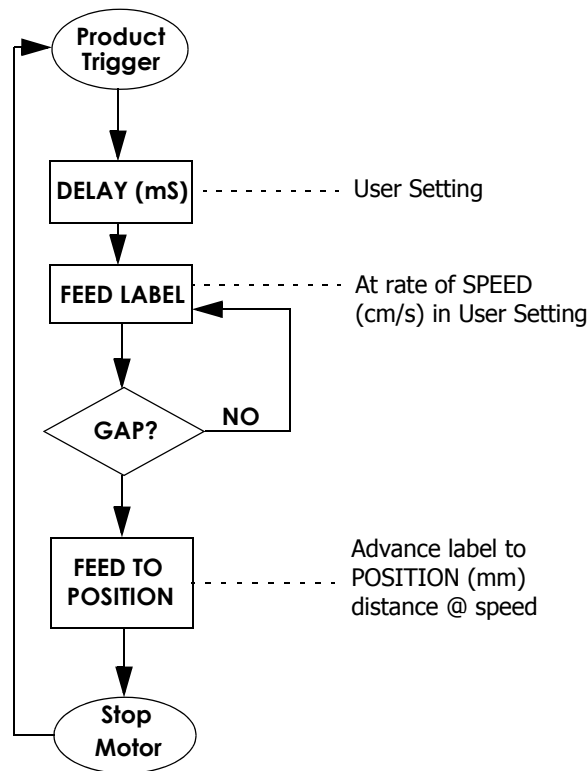 Product
Trigger
DELAY (mS)
User Setting
FEED LABEL
At rate of SPEED
(cm/s) in User Setting
GAP?
NO
FEED TO
POSITION
Advance label to
POSITION (mm)
distance @ speed
Stop
Motor